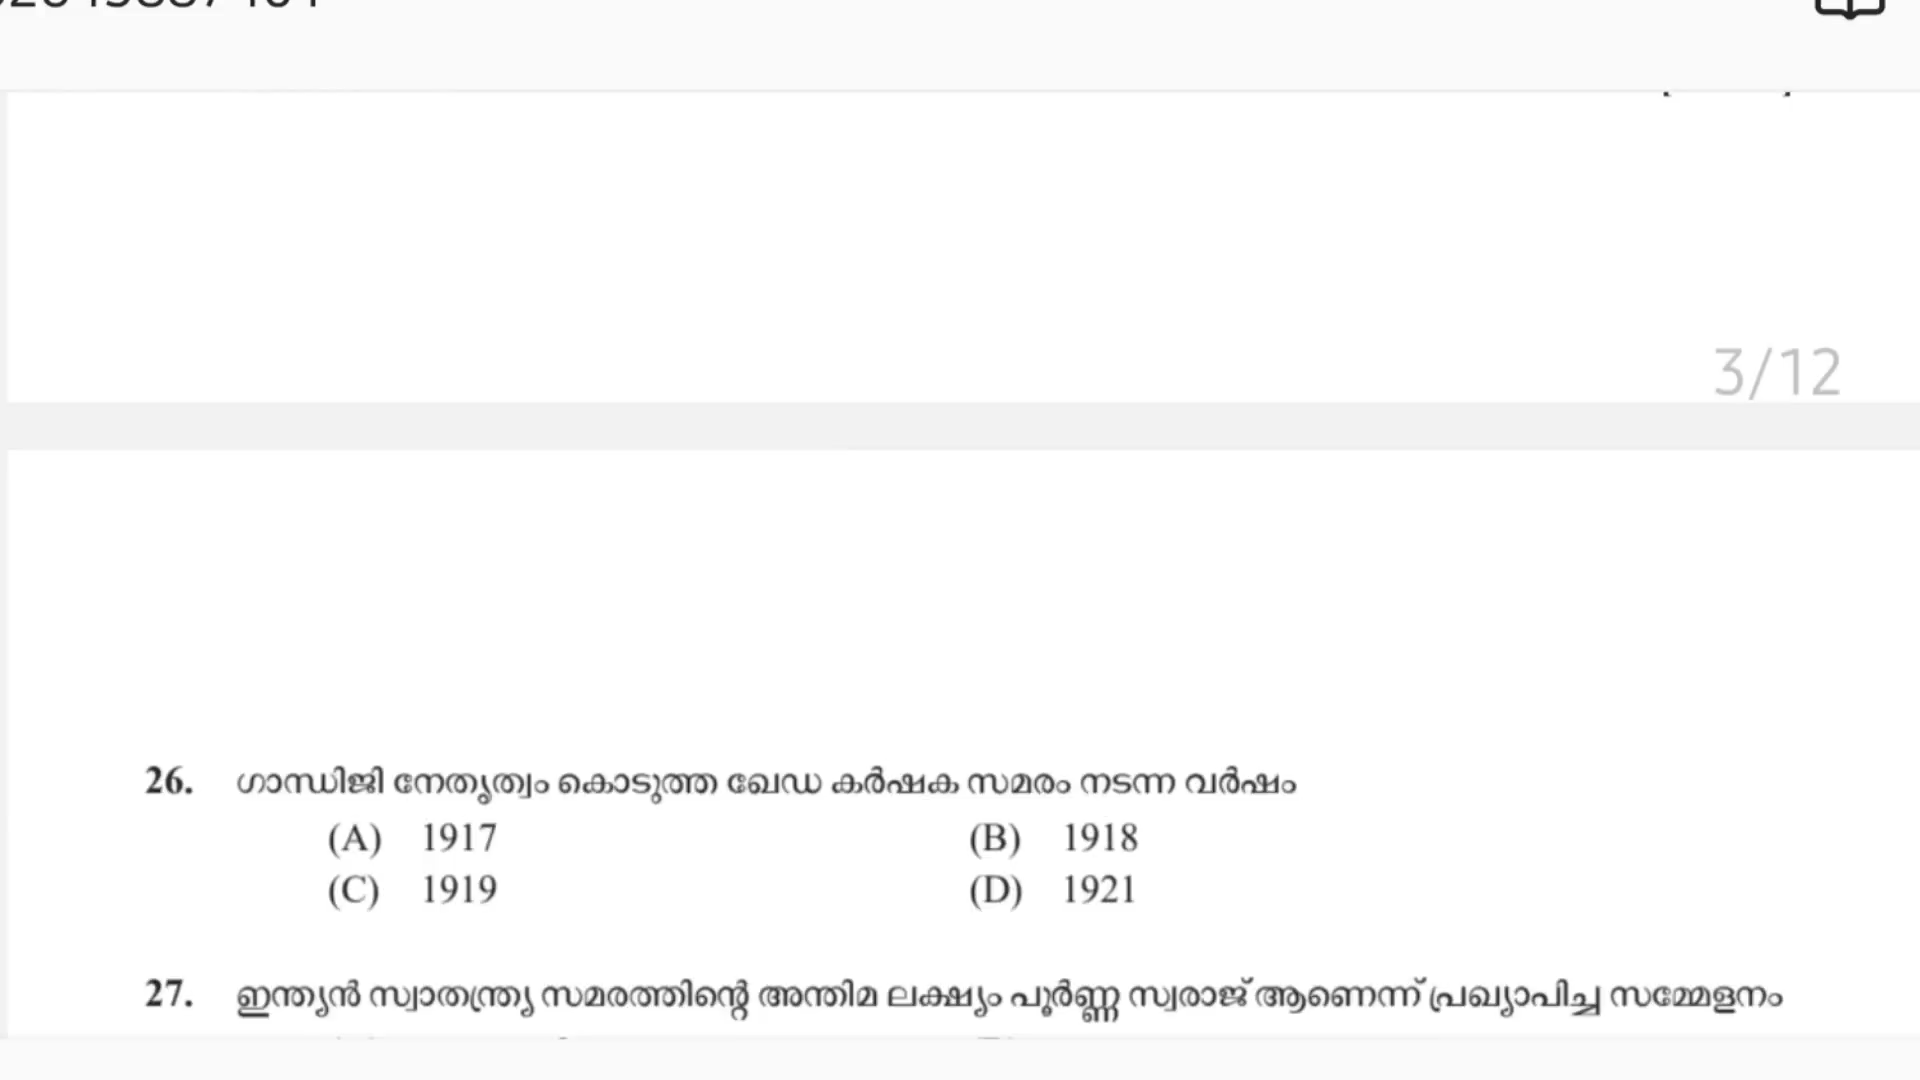 3/12
26. ഗാന്ധിജി നേതൃത്വം കൊടുത്ത ഖേഡ കർഷക സമരം നടന്ന വർഷം
(A) 1917 (B) 1918
(C) 1919 (D) 1921
27. ഇന്ത്യൻ സ്വാതന്ത്ര്യ സമരത്തിന്റെ അന്തിമ ലക്ഷ്യം പൂർണ്ണ സ്വരാജ് ആണെന്ന് പ്രഖ്യാപിച്ച സമ്മേളനം